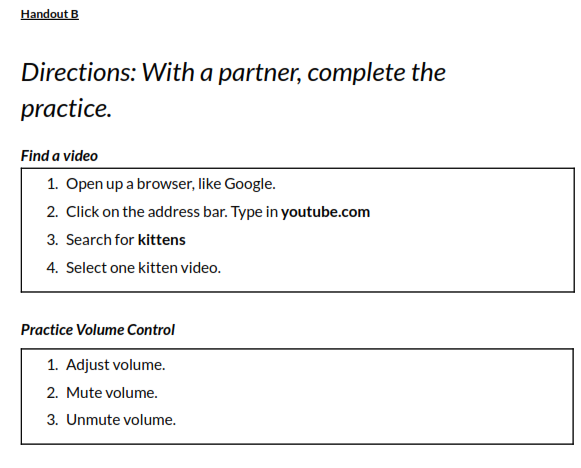 Handout B
Directions: With a partner, complete the
practice.
Find a video
1. Open up a browser, like Google.
2. Click on the address bar. Type in youtube.com
3. Search for kittens
4. Select one kitten video.
Practice Volume Control
1. Adjust volume.
2. Mute volume.
3. Unmute volume.